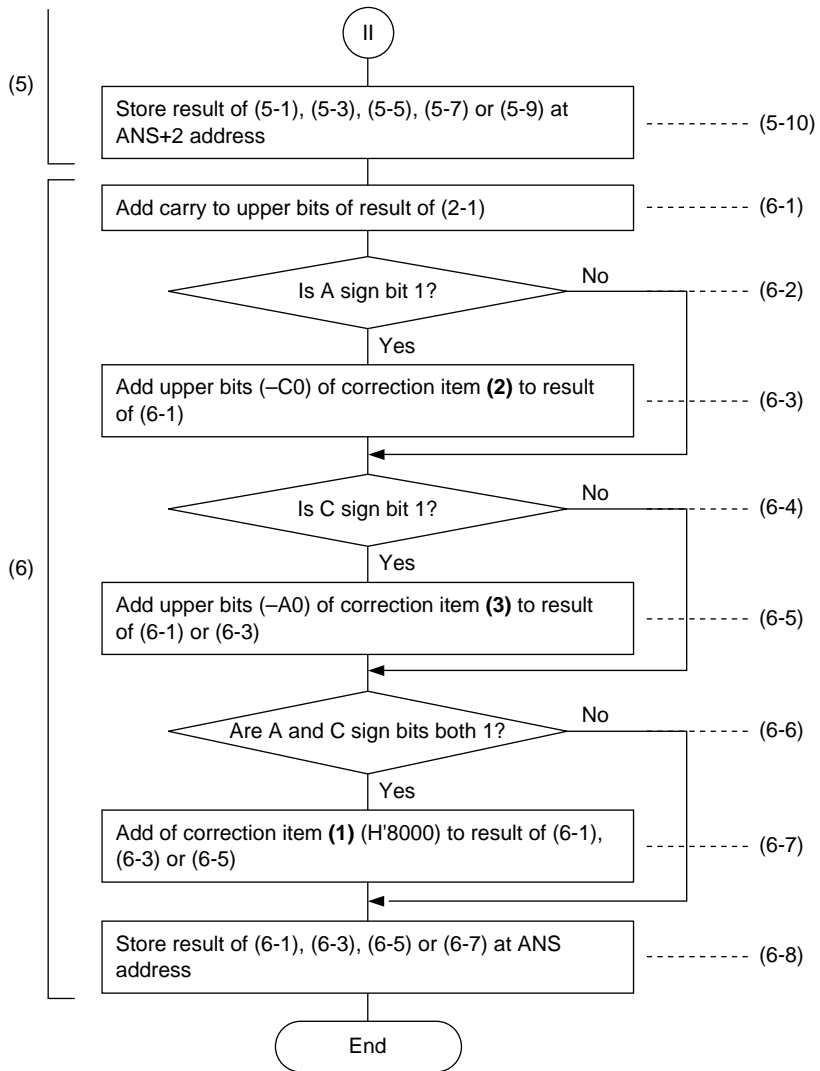 II
(5)
Store result of (5-1), (5-3), (5-5), (5-7) or (5-9) at
ANS+2 address
(5-10)
Add carry to upper bits of result of (2-1)
(6-1)
Is A sign bit 1?
No
(6-2)
Yes
Add upper bits (–C0) of correction item (2) to result
of (6-1)
(6-3)
Is C sign bit 1?
No
(6-4)
Yes
(6)
Add upper bits (–A0) of correction item (3) to result
of (6-1) or (6-3)
(6-5)
Are A and C sign bits both 1?
No
(6-6)
Yes
Add of correction item (1) (H'8000) to result of (6-1),
(6-3) or (6-5)
(6-7)
Store result of (6-1), (6-3), (6-5) or (6-7) at ANS
address
(6-8)
End